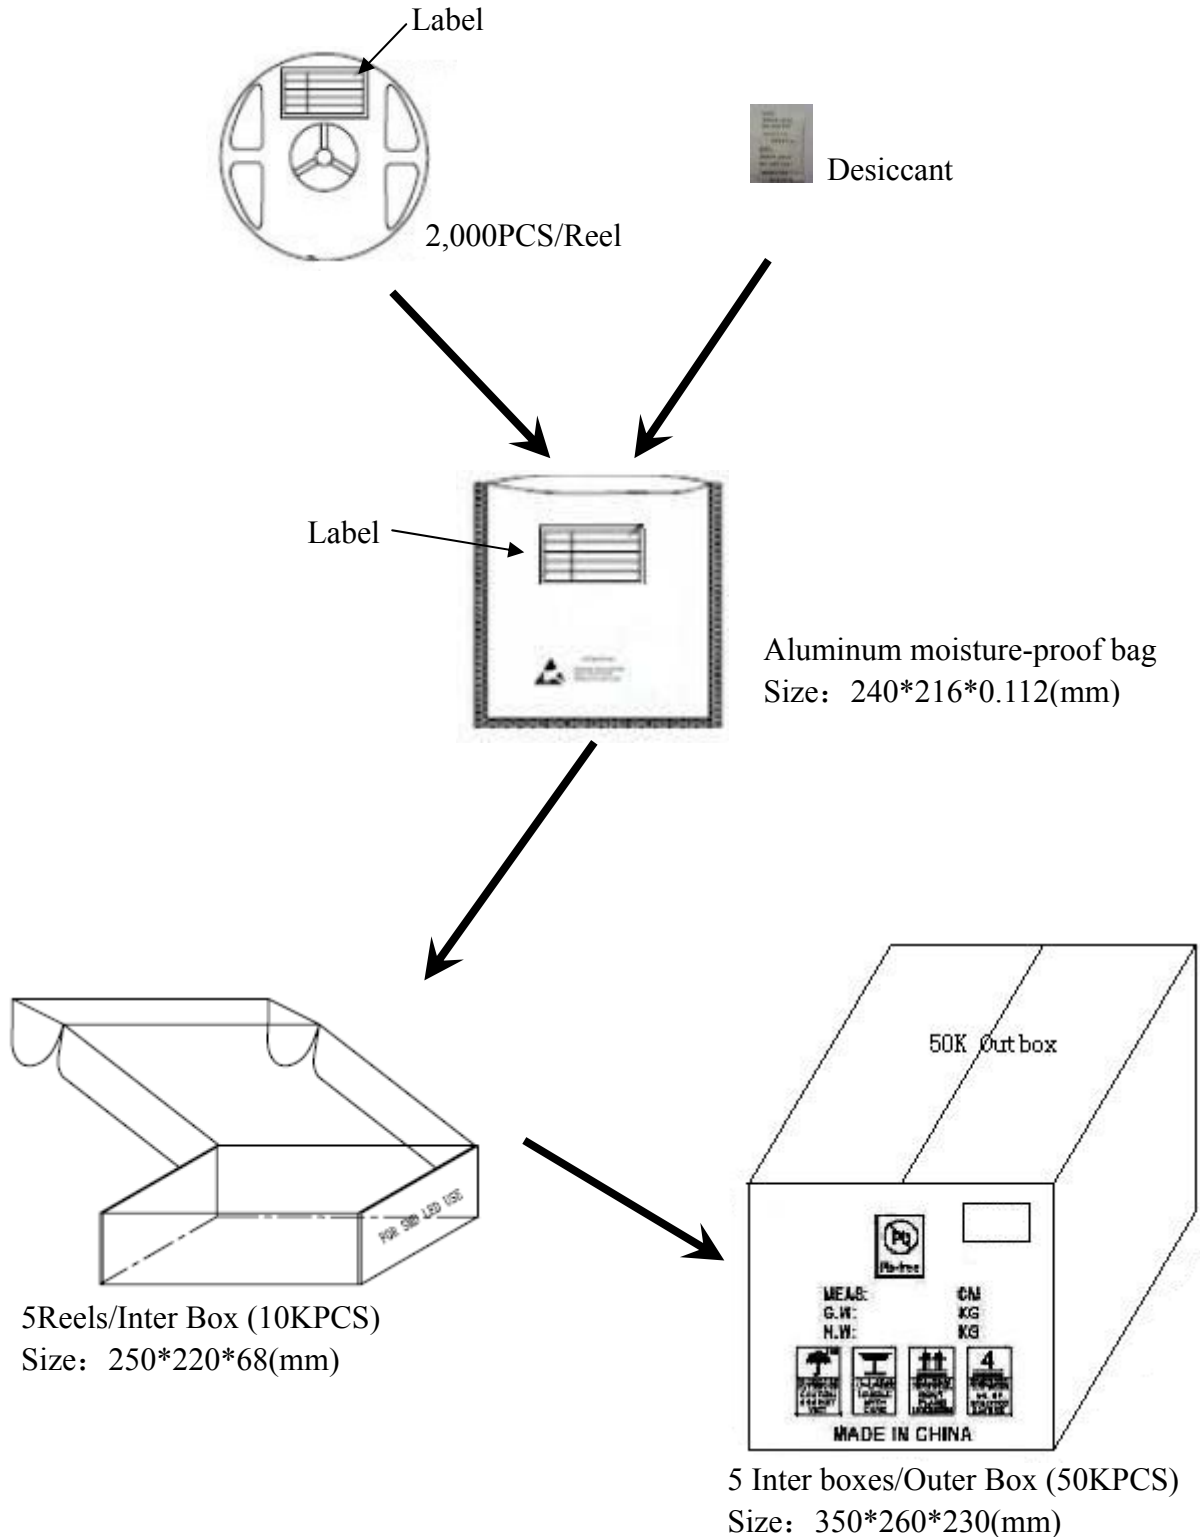 Label
Desiccant
2,000PCS/Reel
Label
Aluminum moisture-proof bag
Size：240*216*0.112(mm)
50K Outbox
FOR SMD LED USE
Pb
Pb-free
MEAS: CM
G.W: KG
N.W: KG
4
MADE IN CHINA
5Reels/Inter Box (10KPCS)
Size：250*220*68(mm)
5 Inter boxes/Outer Box (50KPCS)
Size：350*260*230(mm)